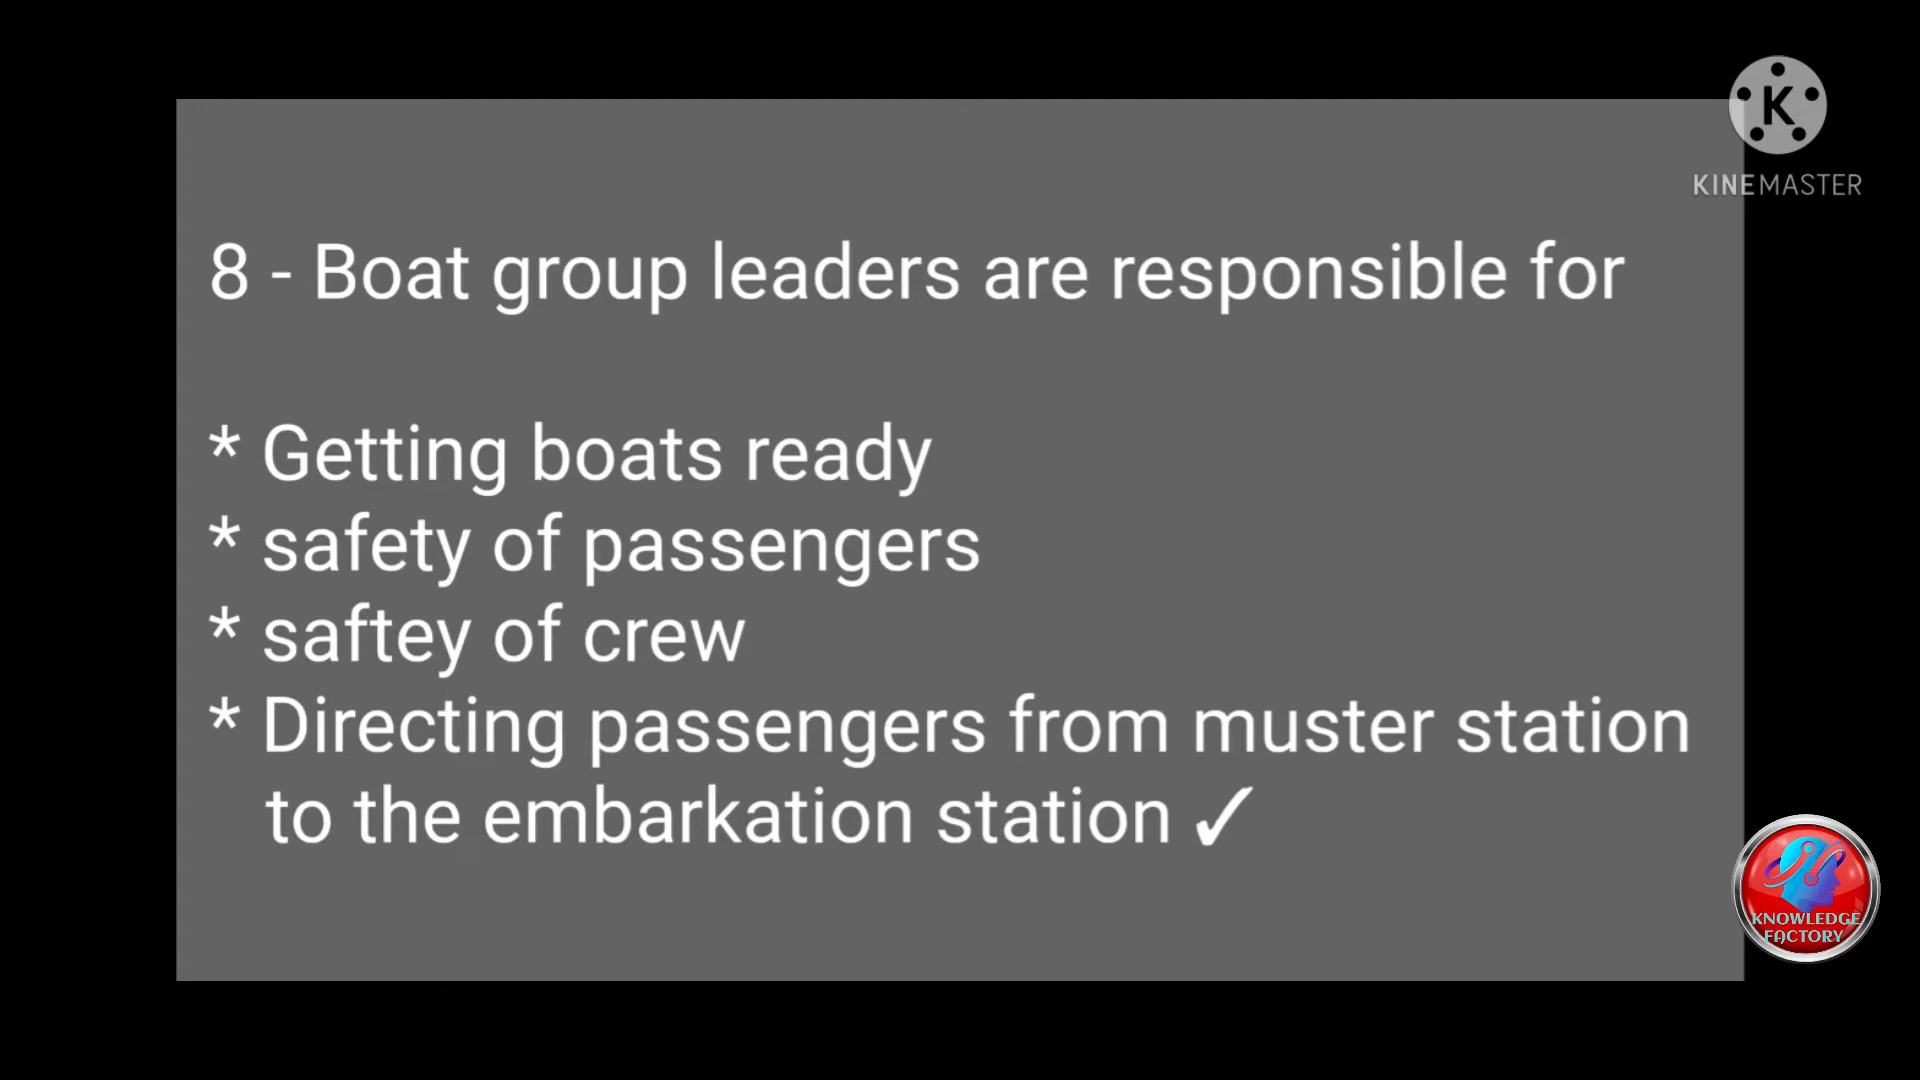 K
KINEMASTER
8 - Boat group leaders are responsible for
* Getting boats ready
* safety of passengers
* saftey of crew
* Directing passengers from muster station
to the embarkation station ✓
KNOWLEDGE
FACTORY